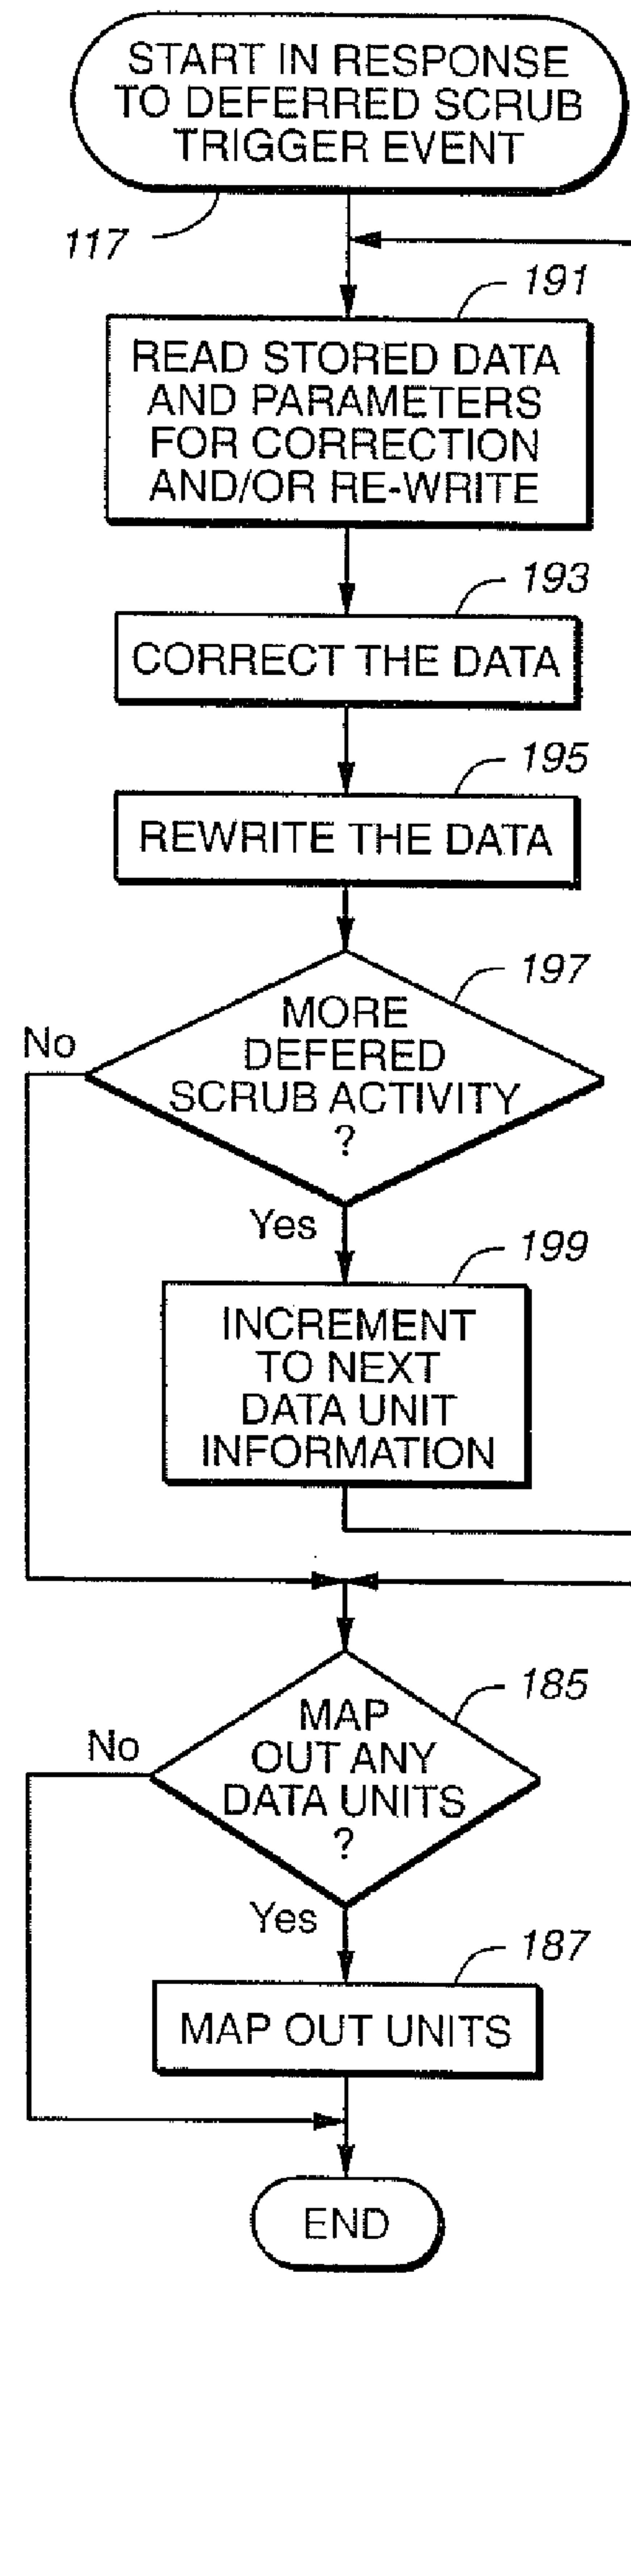 START IN RESPONSE
TO DEFERRED SCRUB
TRIGGER EVENT
117
191
READ STORED DATA
AND PARAMETERS
FOR CORRECTION
AND/OR RE-WRITE
193
CORRECT THE DATA
195
REWRITE THE DATA
197
No
MORE
DEFERED
SCRUB ACTIVITY
?
Yes
199
INCREMENT
TO NEXT
DATA UNIT
INFORMATION
185
No
MAP
OUT ANY
DATA UNITS
?
Yes
187
MAP OUT UNITS
END